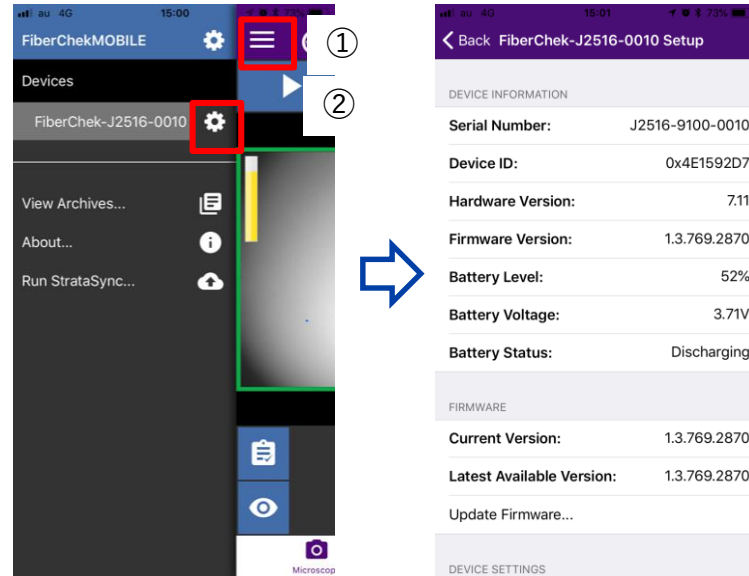 au 4G 15:00 73%
FiberChekMOBILE
①
Devices
②
FiberChek-J2516-0010
View Archives...
About...
Run StrataSync...
Microscop
au 4G 15:01 73%
Back FiberChek-J2516-0010 Setup
DEVICE INFORMATION
Serial Number: J2516-9100-0010
Device ID: 0x4E1592D7
Hardware Version: 7.11
Firmware Version: 1.3.769.2870
Battery Level: 52%
Battery Voltage: 3.71V
Battery Status: Discharging
FIRMWARE
Current Version: 1.3.769.2870
Latest Available Version: 1.3.769.2870
Update Firmware...
DEVICE SETTINGS